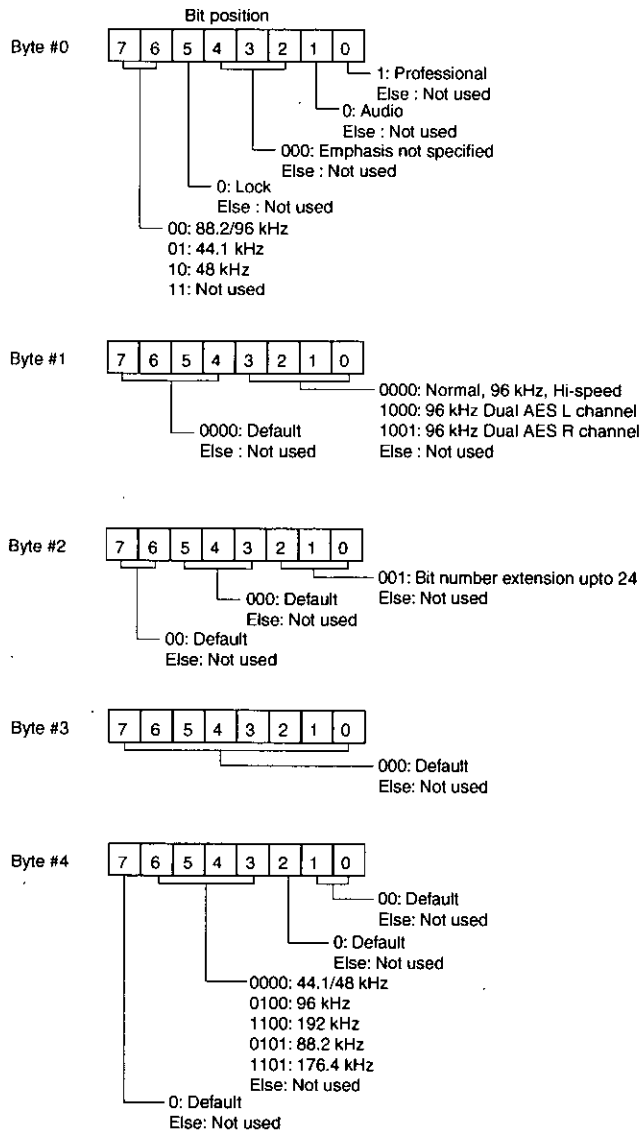 Bit position
Byte #0
7 6 5 4 3 2 1 0
1: Professional
Else : Not used
0: Audio
Else : Not used
000: Emphasis not specified
Else : Not used
0: Lock
Else : Not used
00: 88.2/96 kHz
01: 44.1 kHz
10: 48 kHz
11: Not used
Byte #1
7 6 5 4 3 2 1 0
0000: Normal, 96 kHz, Hi-speed
1000: 96 kHz Dual AES L channel
1001: 96 kHz Dual AES R channel
Else : Not used
0000: Default
Else : Not used
Byte #2
7 6 5 4 3 2 1 0
001: Bit number extension upto 24
Else: Not used
000: Default
Else: Not used
00: Default
Else: Not used
Byte #3
7 6 5 4 3 2 1 0
000: Default
Else: Not used
Byte #4
7 6 5 4 3 2 1 0
00: Default
Else: Not used
0: Default
Else: Not used
0000: 44.1/48 kHz
0100: 96 kHz
1100: 192 kHz
0101: 88.2 kHz
1101: 176.4 kHz
Else: Not used
0: Default
Else: Not used